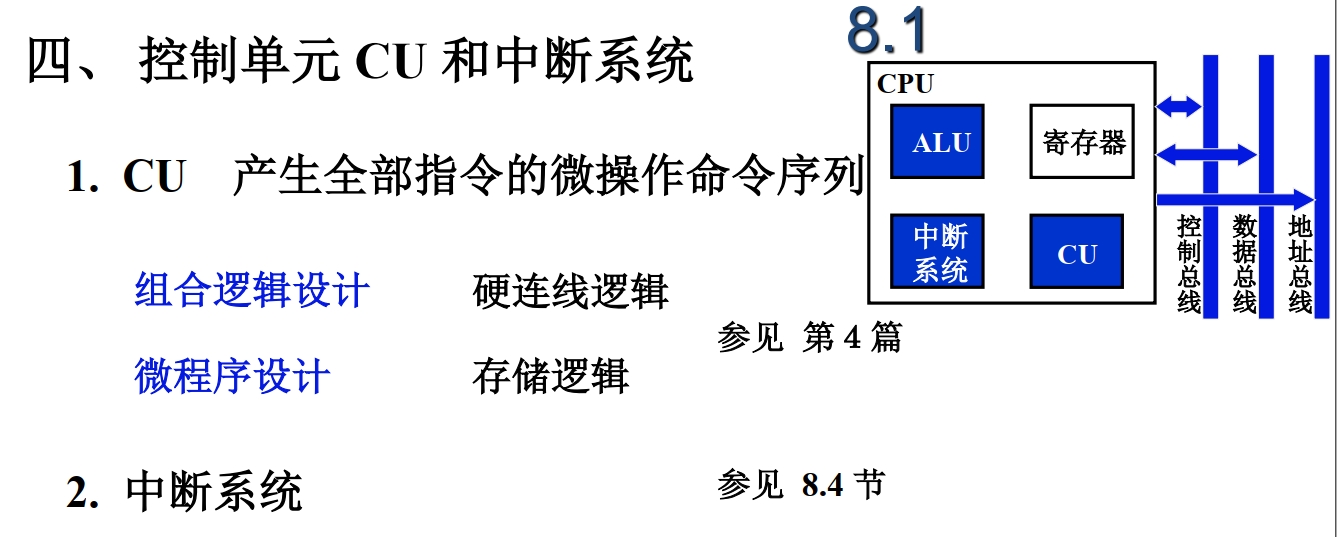 四、 控制单元 CU 和中断系统
8.1
1. CU 产生全部指令的微操作命令序列
组合逻辑设计 硬连线逻辑
微程序设计 存储逻辑
参见 第 4 篇
2. 中断系统 参见 8.4 节
CPU
ALU 寄存器
中断
系统
CU
控制总线
数据总线
地址总线